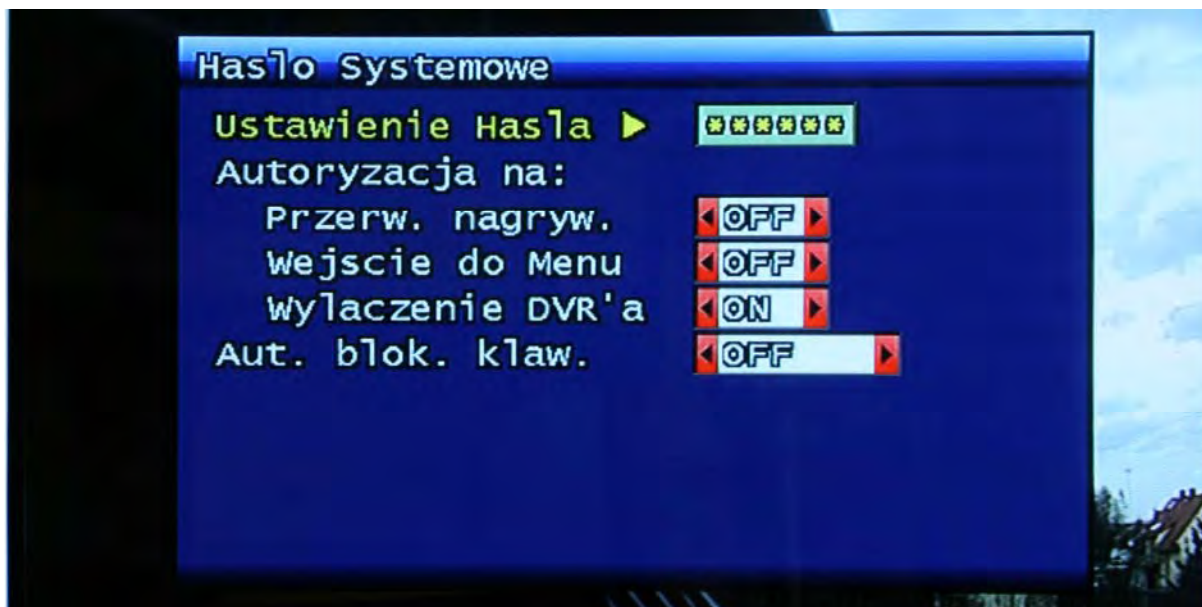 Haslo Systemowe
Ustawienie Hasla ▶ ******
Autoryzacja na:
Przerw. nagryw. OFF
Wejscie do Menu OFF
Wylaczenie DVR'a ON
Aut. blok. klaw. OFF